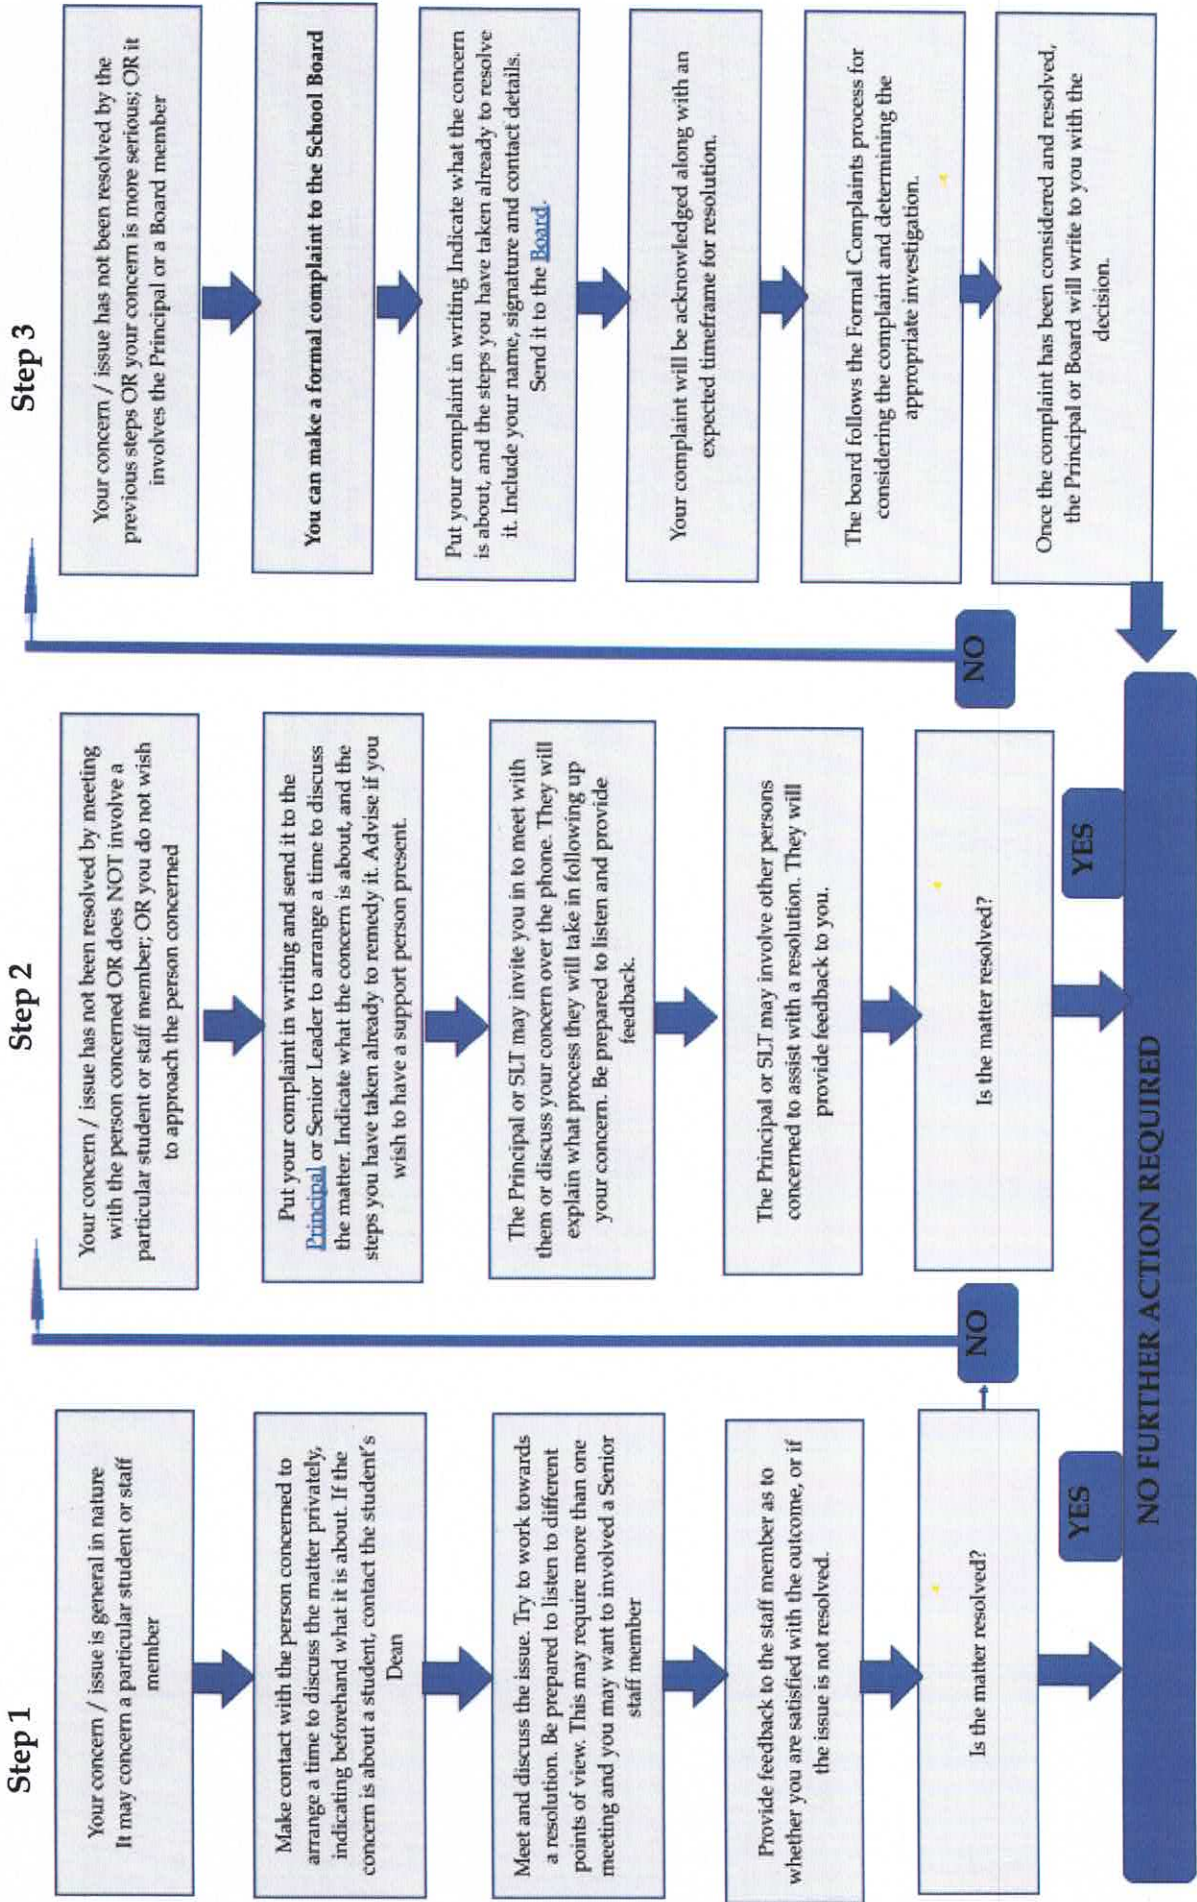 Step 1
Your concern / issue is general in nature
It may concern a particular student or staff
member
Make contact with the person concerned to
arrange a time to discuss the matter privately,
indicating beforehand what it is about. If the
concern is about a student, contact the student's
Dean
Meet and discuss the issue. Try to work towards
a resolution. Be prepared to listen to different
points of view. This may require more than one
meeting and you may want to involved a Senior
staff member
Provide feedback to the staff member as to
whether you are satisfied with the outcome, or if
the issue is not resolved.
Is the matter resolved?
NO
YES
Step 2
Your concern / issue has not been resolved by meeting
with the person concerned OR does NOT involve a
particular student or staff member; OR you do not wish
to approach the person concerned
Put your complaint in writing and send it to the
Principal or Senior Leader to arrange a time to discuss
the matter. Indicate what the concern is about, and the
steps you have taken already to remedy it. Advise if you
wish to have a support person present.
The Principal or SLT may invite you in to meet with
them or discuss your concern over the phone. They will
explain what process they will take in following up
your concern. Be prepared to listen and provide
feedback.
The Principal or SLT may involve other persons
concerned to assist with a resolution. They will
provide feedback to you.
Is the matter resolved?
NO
YES
Step 3
Your concern / issue has not been resolved by the
previous steps OR your concern is more serious; OR it
involves the Principal or a Board member
You can make a formal complaint to the School Board
Put your complaint in writing Indicate what the concern
is about, and the steps you have taken already to resolve
it. Include your name, signature and contact details.
Send it to the Board.
Your complaint will be acknowledged along with an
expected timeframe for resolution.
The board follows the Formal Complaints process for
considering the complaint and determining the
appropriate investigation.
Once the complaint has been considered and resolved,
the Principal or Board will write to you with the
decision.
NO FURTHER ACTION REQUIRED